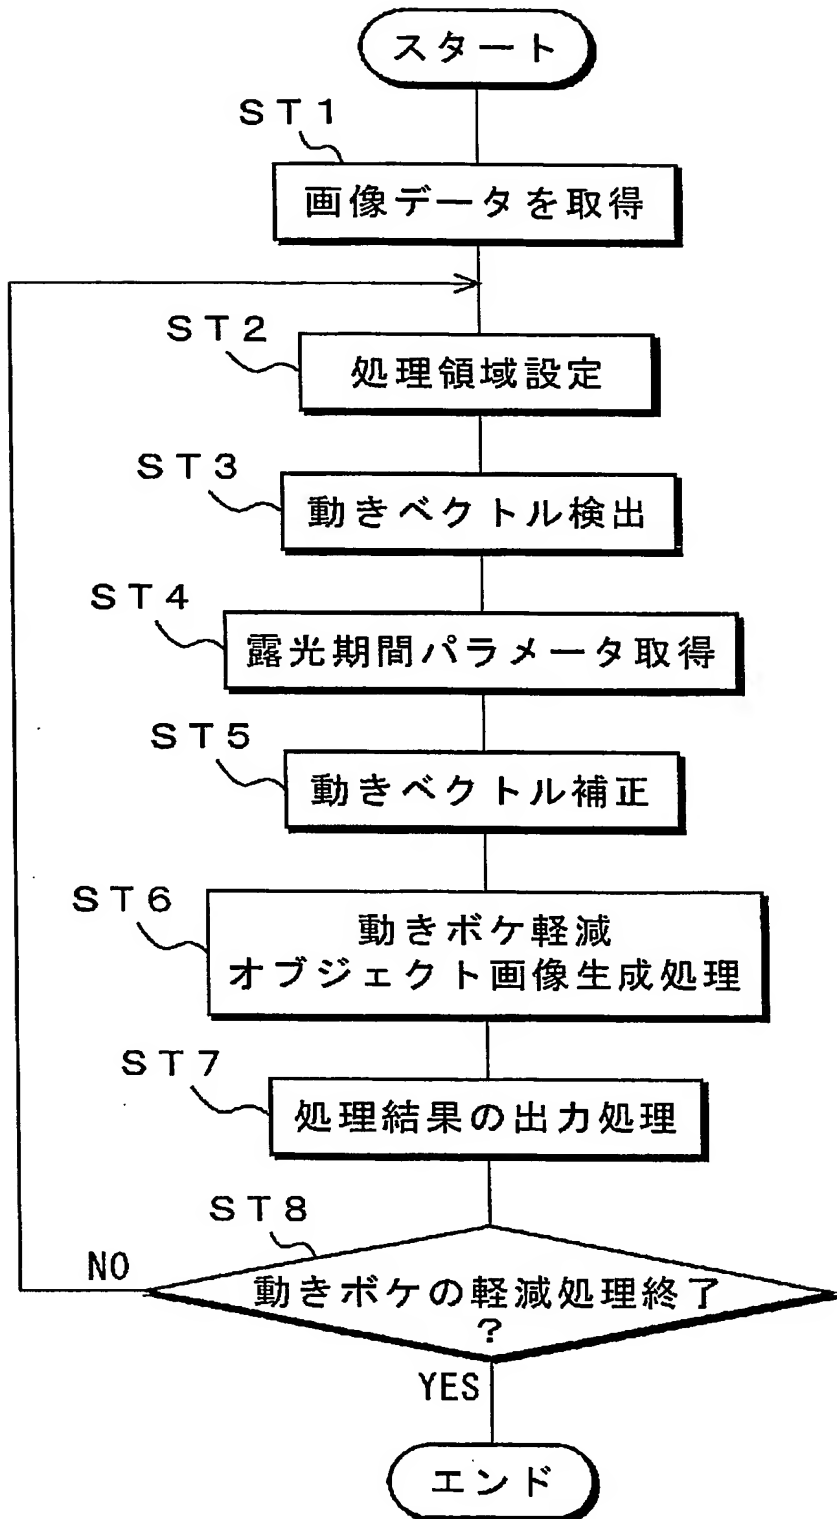 スタート
ST1
画像データを取得
ST2
処理領域設定
ST3
動きベクトル検出
ST4
露光期間パラメータ取得
ST5
動きベクトル補正
ST6
動きボケ軽減
オブジェクト画像生成処理
ST7
処理結果の出力処理
ST8
NO
動きボケの軽減処理終了
?
YES
エンド